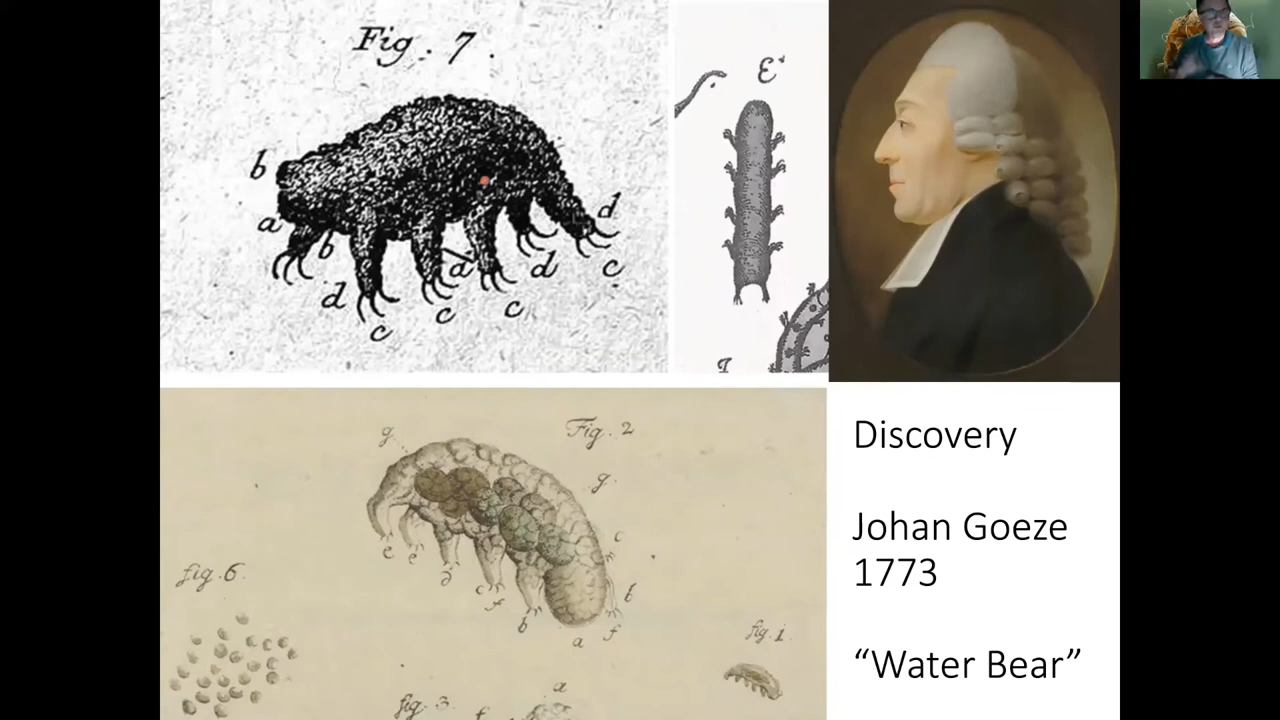 Fig. 7.
b
a
b
d
c
c
d
c
d
d
c
E
Fig. 2
g
g.
c
e
e
d
c
f
b
a
f
b
fig. 6.
fig. 1.
fig. 3.
a
f
Discovery
Johan Goeze
1773
“Water Bear”